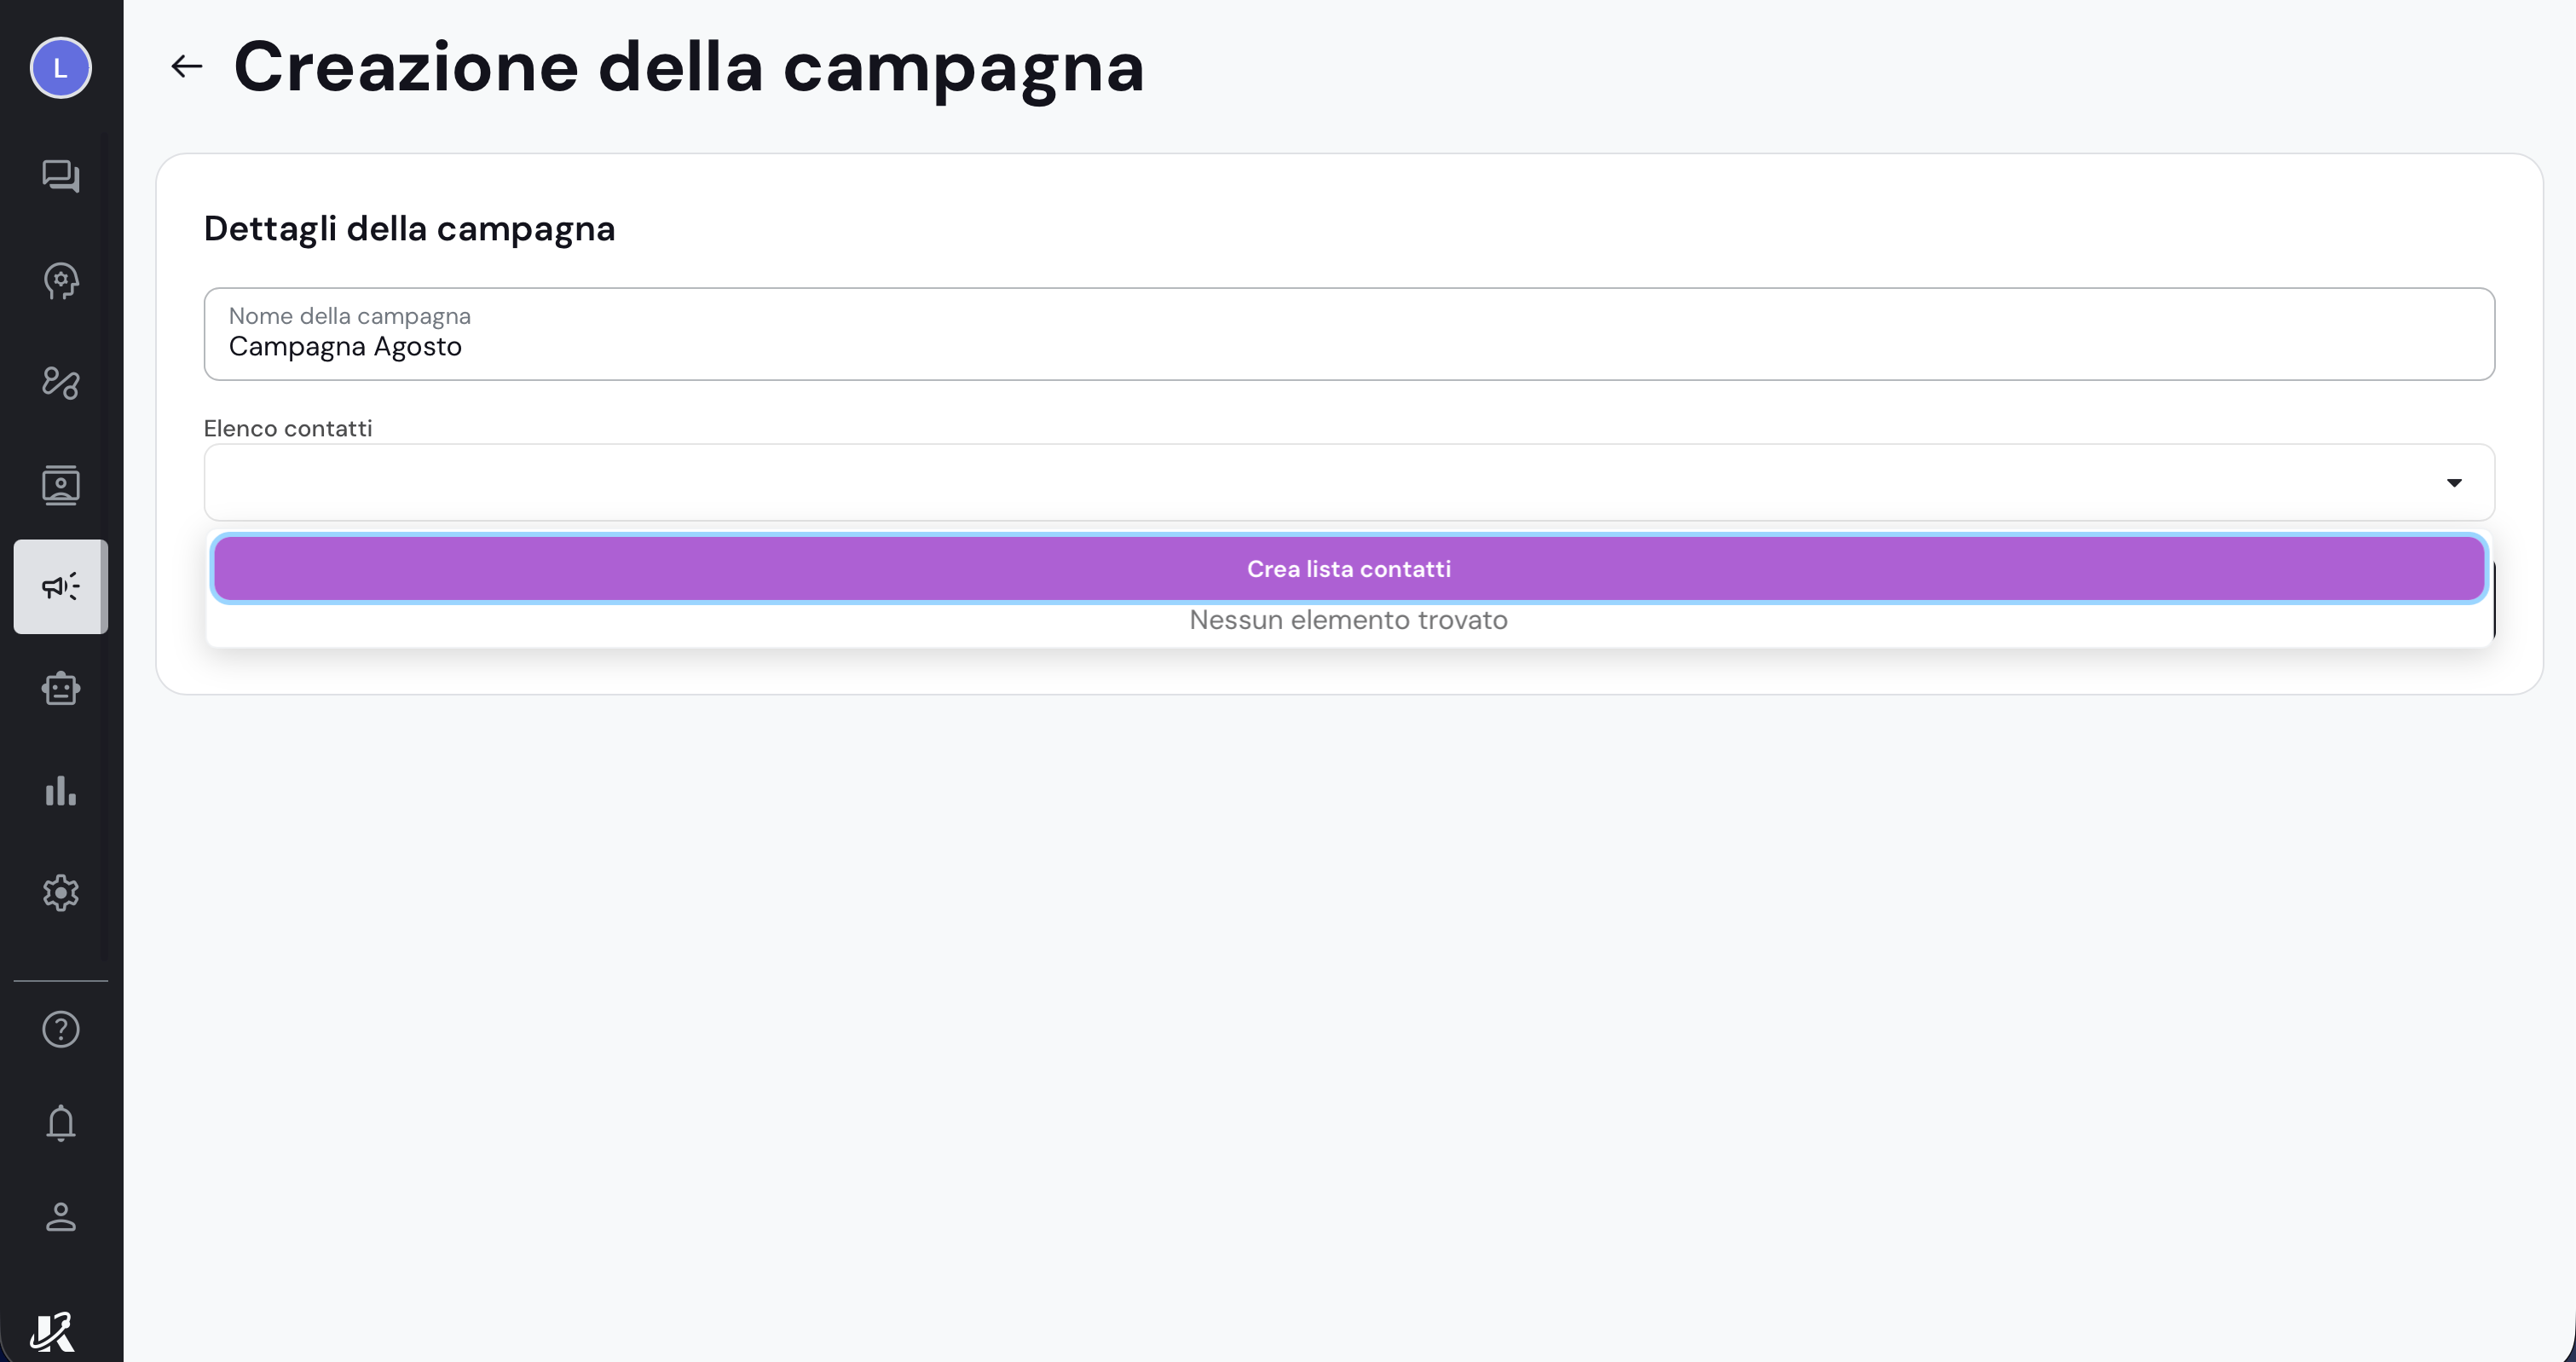 L
Creazione della campagna
Dettagli della campagna
Nome della campagna
Campagna Agosto
Elenco contatti
Crea lista contatti
Nessun elemento trovato